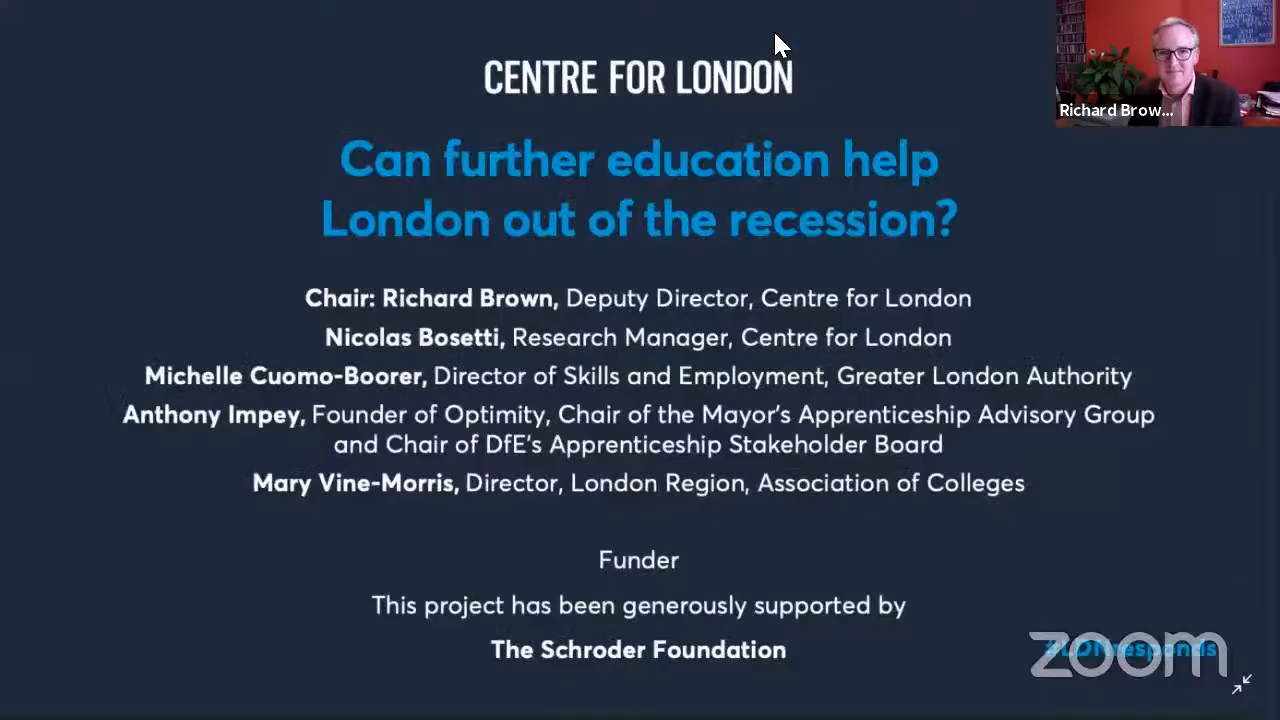 CENTRE FOR LONDON
Can further education help
London out of the recession?
Chair: Richard Brown, Deputy Director, Centre for London
Nicolas Bosetti, Research Manager, Centre for London
Michelle Cuomo-Boorer, Director of Skills and Employment, Greater London Authority
Anthony Impey, Founder of Optimity, Chair of the Mayor's Apprenticeship Advisory Group
and Chair of DfE's Apprenticeship Stakeholder Board
Mary Vine-Morris, Director, London Region, Association of Colleges
Funder
This project has been generously supported by
The Schroder Foundation
#LDNresponds
zoom
Richard Brow...